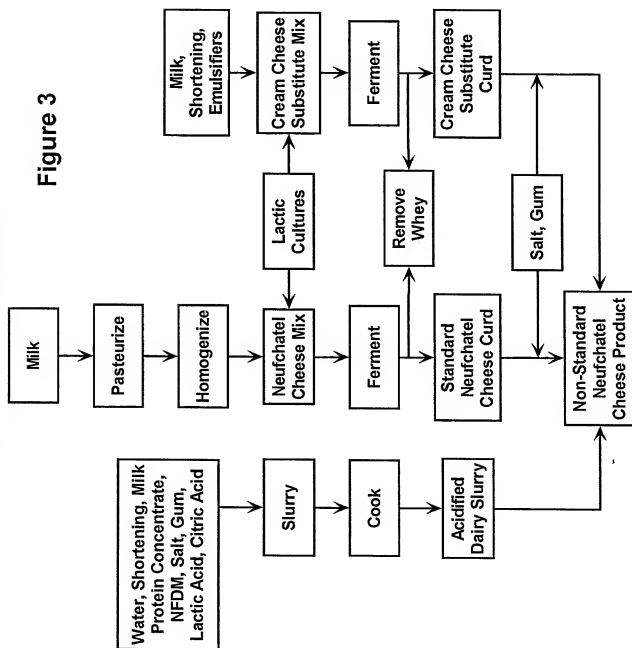 Figure 3
Water, Shortening, Milk
Protein Concentrate,
NFDM, Salt, Gum,
Lactic Acid, Citric Acid
Slurry
Cook
Acidified
Dairy Slurry
Milk
Pasteurize
Homogenize
Neufchatel
Cheese Mix
Ferment
Standard
Neufchatel
Cheese Curd
Non-Standard
Neufchatel
Cheese Product
Lactic
Cultures
Remove
Whey
Salt, Gum
Milk,
Shortening,
Emulsifiers
Cream Cheese
Substitute Mix
Ferment
Cream Cheese
Substitute
Curd